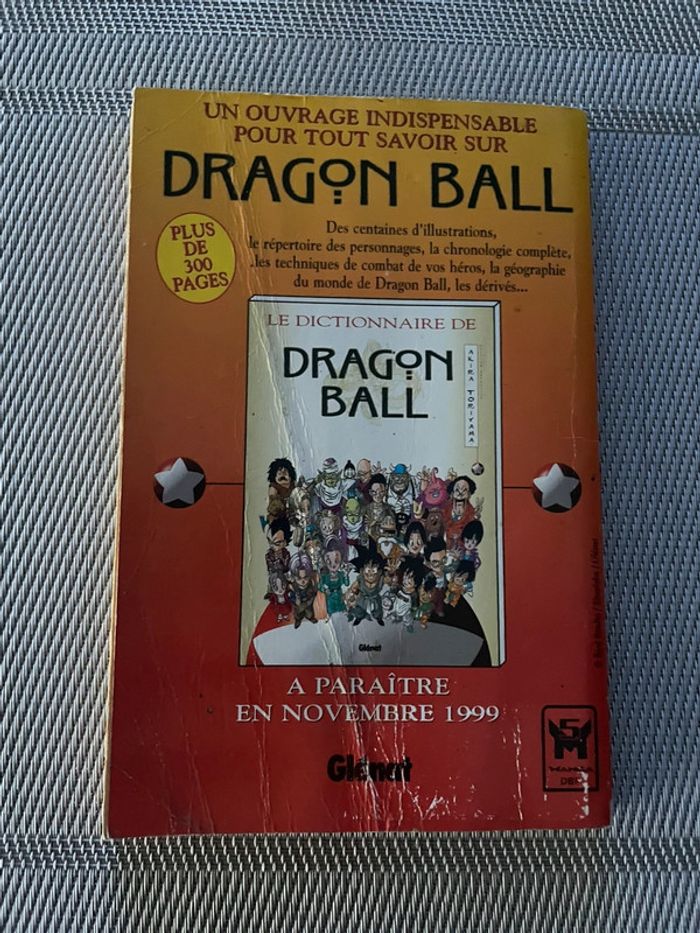 UN OUVRAGE INDISPENSABLE
POUR TOUT SAVOIR SUR
DRAGON BALL
PLUS
DE
300
PAGES
Des centaines d'illustrations,
le répertoire des personnages, la chronologie complète,
les techniques de combat de vos héros, la géographie
du monde de Dragon Ball, les dérivés...
LE DICTIONNAIRE DE
DRAGON
BALL
AKIRA TORIYAMA
Glénat
A PARAÎTRE
EN NOVEMBRE 1999
Glénat
5
M
MANGA